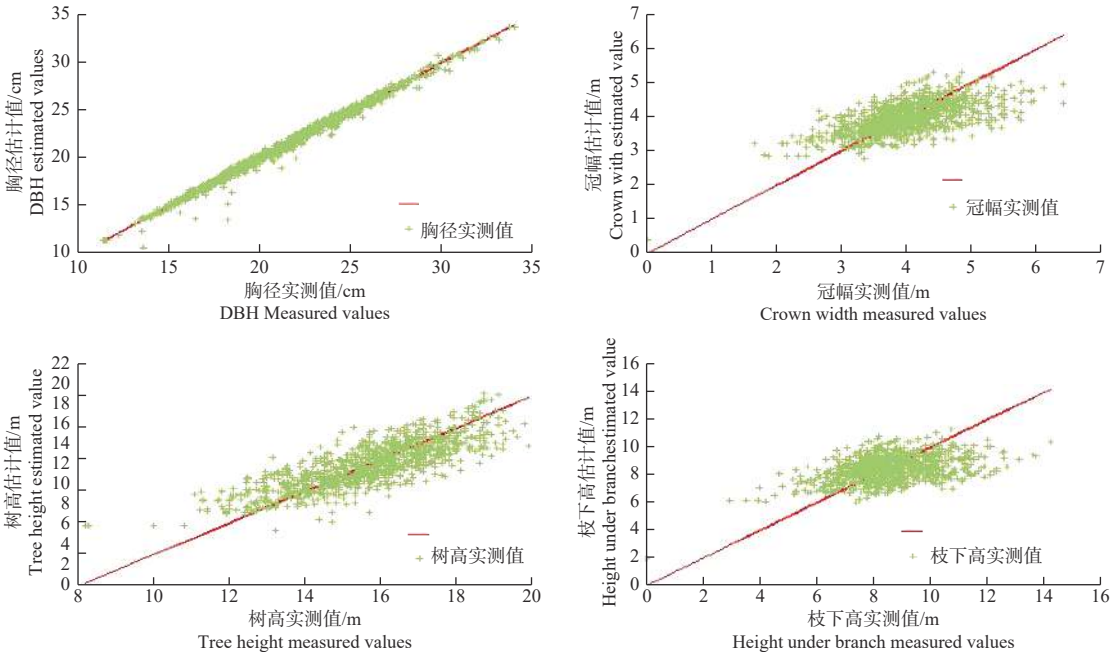 35
30
25
20
15
10
胸径估计值/cm
DBH estimated values
胸径实测值
10 15 20 25 30 35
胸径实测值/cm
DBH Measured values
7
6
5
4
3
2
1
0
冠幅估计值/m
Crown with estimated value
冠幅实测值
0 1 2 3 4 5 6 7
冠幅实测值/m
Crown width measured values
22
20
18
16
14
12
10
8
6
4
2
0
树高估计值/m
Tree height estimated value
树高实测值
8 10 12 14 16 18 20
树高实测值/m
Tree height measured values
16
14
12
10
8
6
4
2
0
枝下高估计值/m
Height under branchestimated value
枝下高实测值
0 2 4 6 8 10 12 14 16
枝下高实测值/m
Height under branch measured values